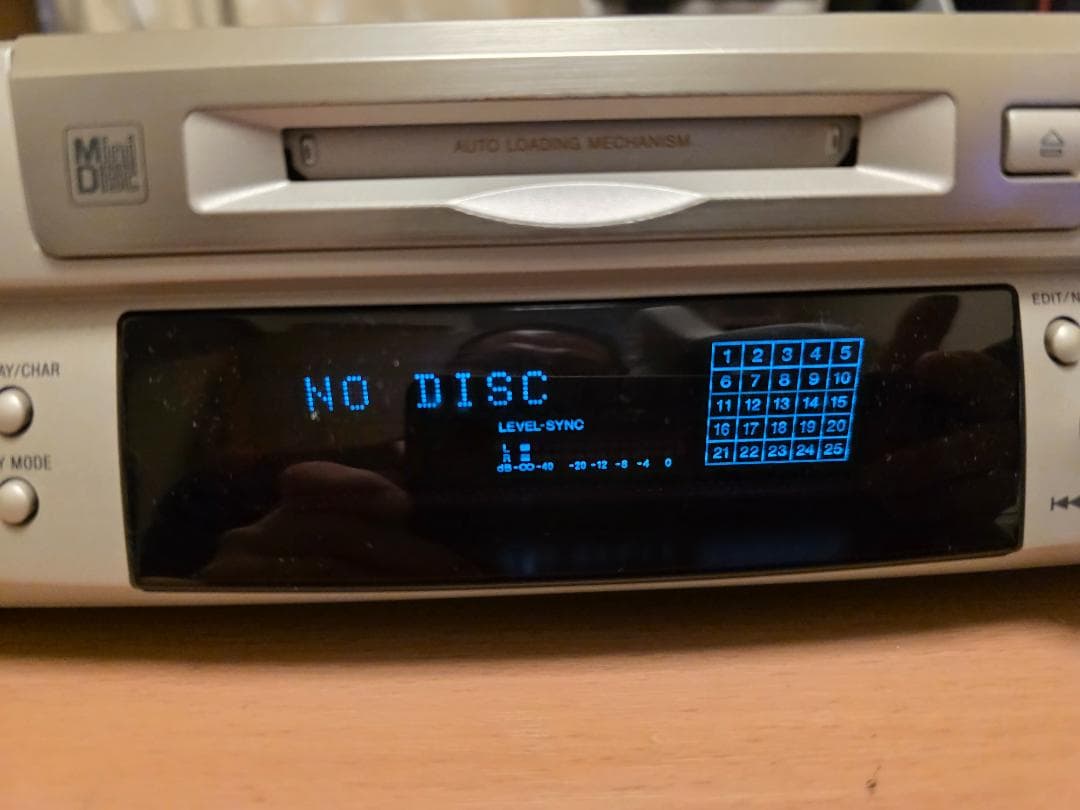 Mini
Disc
AUTO LOADING MECHANISM
EDIT/N
AY/CHAR
Y MODE
NO DISC
LEVEL-SYNC
L
R
dB-∞-40 -20-12 -8 -4 0
1 2 3 4 5
6 7 8 9 10
11 12 13 14 15
16 17 18 19 20
21 22 23 24 25